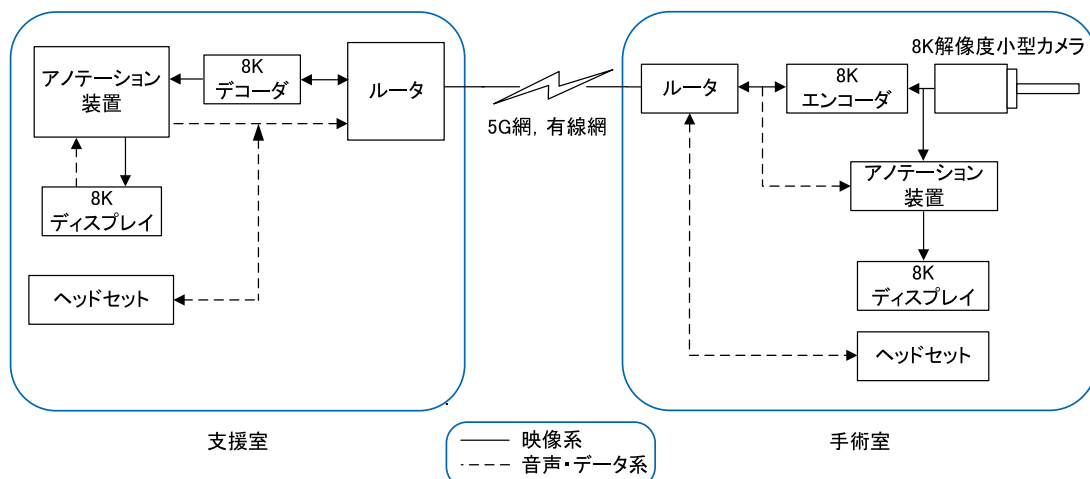 アノテーション
装置
8K
デコーダ
ルータ
8K
ディスプレイ
ヘッドセット
5G網，有線網
ルータ
8K
エンコーダ
8K解像度小型カメラ
アノテーション
装置
8K
ディスプレイ
ヘッドセット
支援室
手術室
映像系
音声・データ系